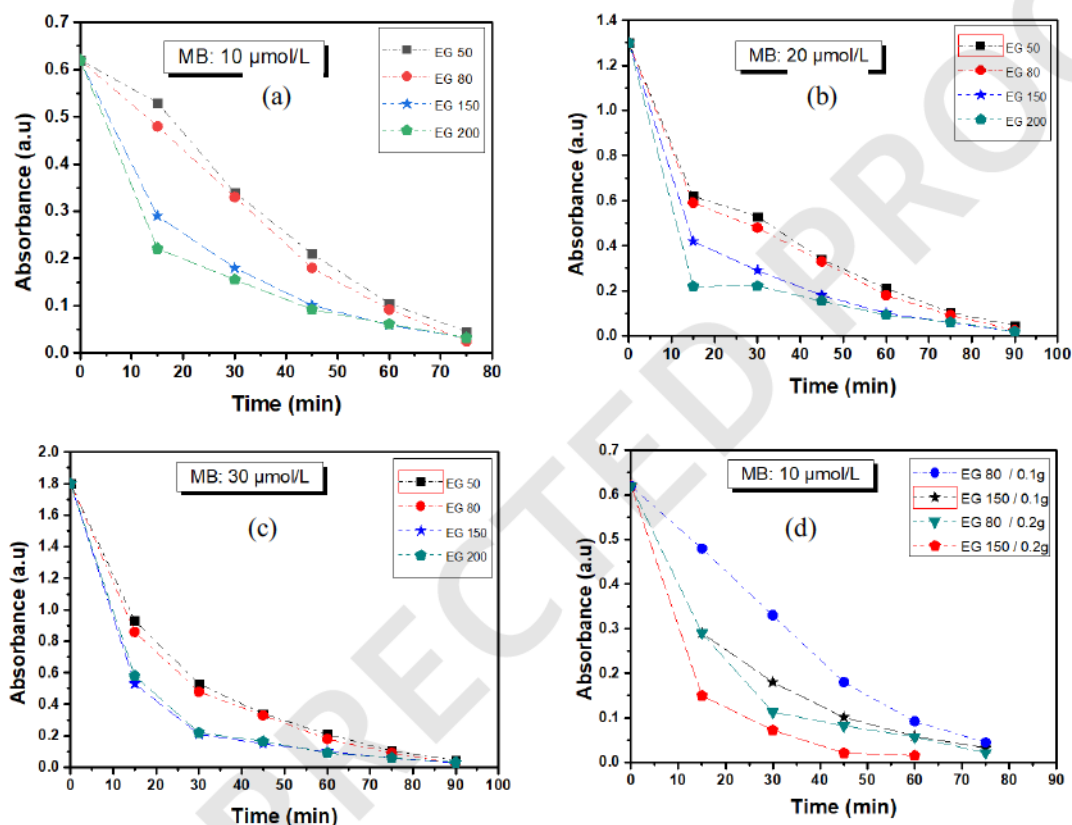 MB: 10 µmol/L
(a)
EG 50
EG 80
EG 150
EG 200
Absorbance (a.u)
0.7
0.6
0.5
0.4
0.3
0.2
0.1
0.0
0 10 20 30 40 50 60 70 80
Time (min)
MB: 20 µmol/L
(b)
EG 50
EG 80
EG 150
EG 200
Absorbance (a.u)
1.4
1.2
1.0
0.8
0.6
0.4
0.2
0.0
0 10 20 30 40 50 60 70 80 90 100
Time (min)
MB: 30 µmol/L
(c)
EG 50
EG 80
EG 150
EG 200
Absorbance (a.u)
2.0
1.8
1.6
1.4
1.2
1.0
0.8
0.6
0.4
0.2
0.0
0 10 20 30 40 50 60 70 80 90 100
Time (min)
MB: 10 µmol/L
(d)
EG 80 / 0.1g
EG 150 / 0.1g
EG 80 / 0.2g
EG 150 / 0.2g
Absorbance (a.u)
0.7
0.6
0.5
0.4
0.3
0.2
0.1
0.0
0 10 20 30 40 50 60 70 80 90
Time (min)
RECTED PROO